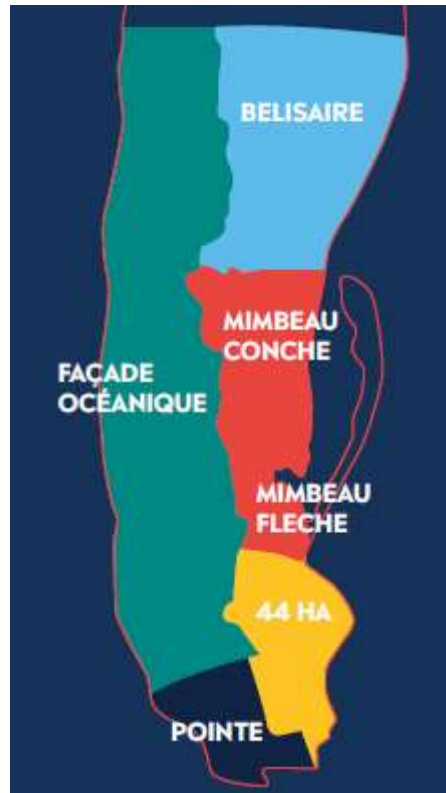 BELISAIRE
MIMBEAU
CONCHE
FAÇADE
OCÉANIQUE
MIMBEAU
FLECHE
44 HA
POINTE